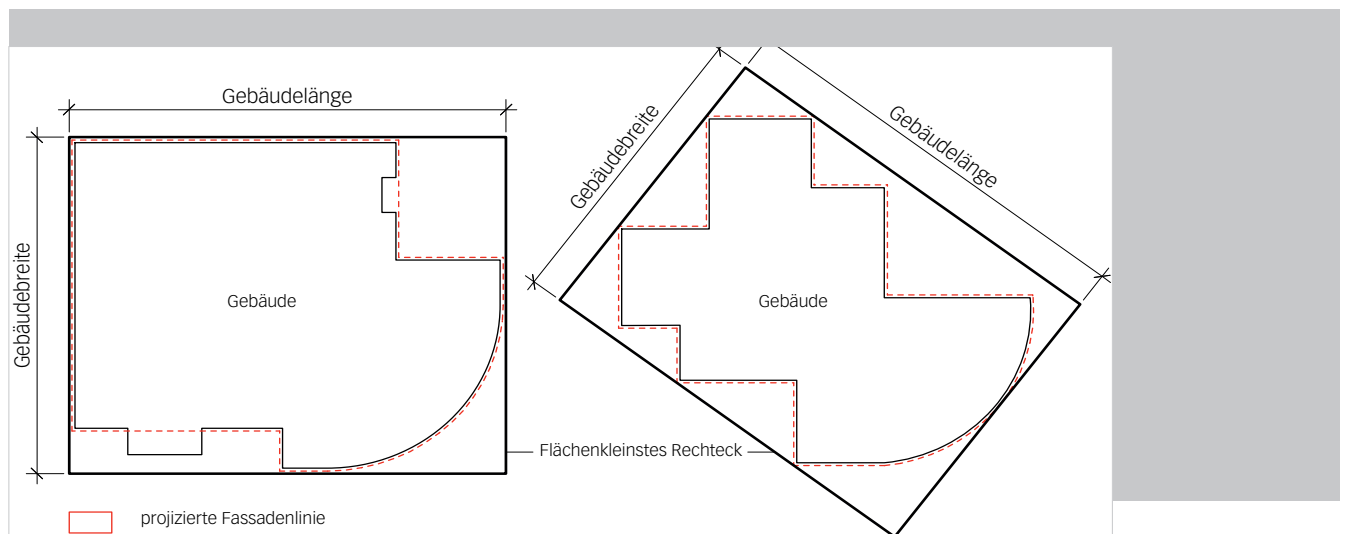 Gebäudelänge
Gebäudebreite
Gebäude
Gebäudebreite
Gebäudelänge
Gebäude
Flächenkleinstes Rechteck
projizierte Fassadenlinie